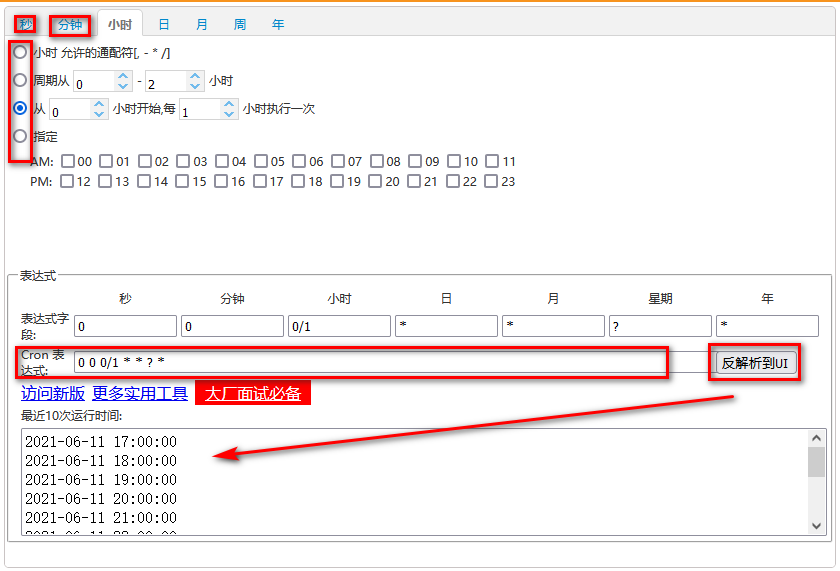 秒 分钟 小时 日 月 周 年
小时 允许的通配符[, - * /]
周期从 0 - 2 小时
从 0 小时开始,每 1 小时执行一次
指定
AM: 00 01 02 03 04 05 06 07 08 09 10 11
PM: 12 13 14 15 16 17 18 19 20 21 22 23
表达式
秒 分钟 小时 日 月 星期 年
表达式字
段: 0 0 0/1 * * ? *
Cron 表
达式: 0 0 0/1 * * ? * 反解析到UI
访问新版 更多实用工具 大厂面试必备
最近10次运行时间:
2021-06-11 17:00:00
2021-06-11 18:00:00
2021-06-11 19:00:00
2021-06-11 20:00:00
2021-06-11 21:00:00
2021-06-11 22:00:00